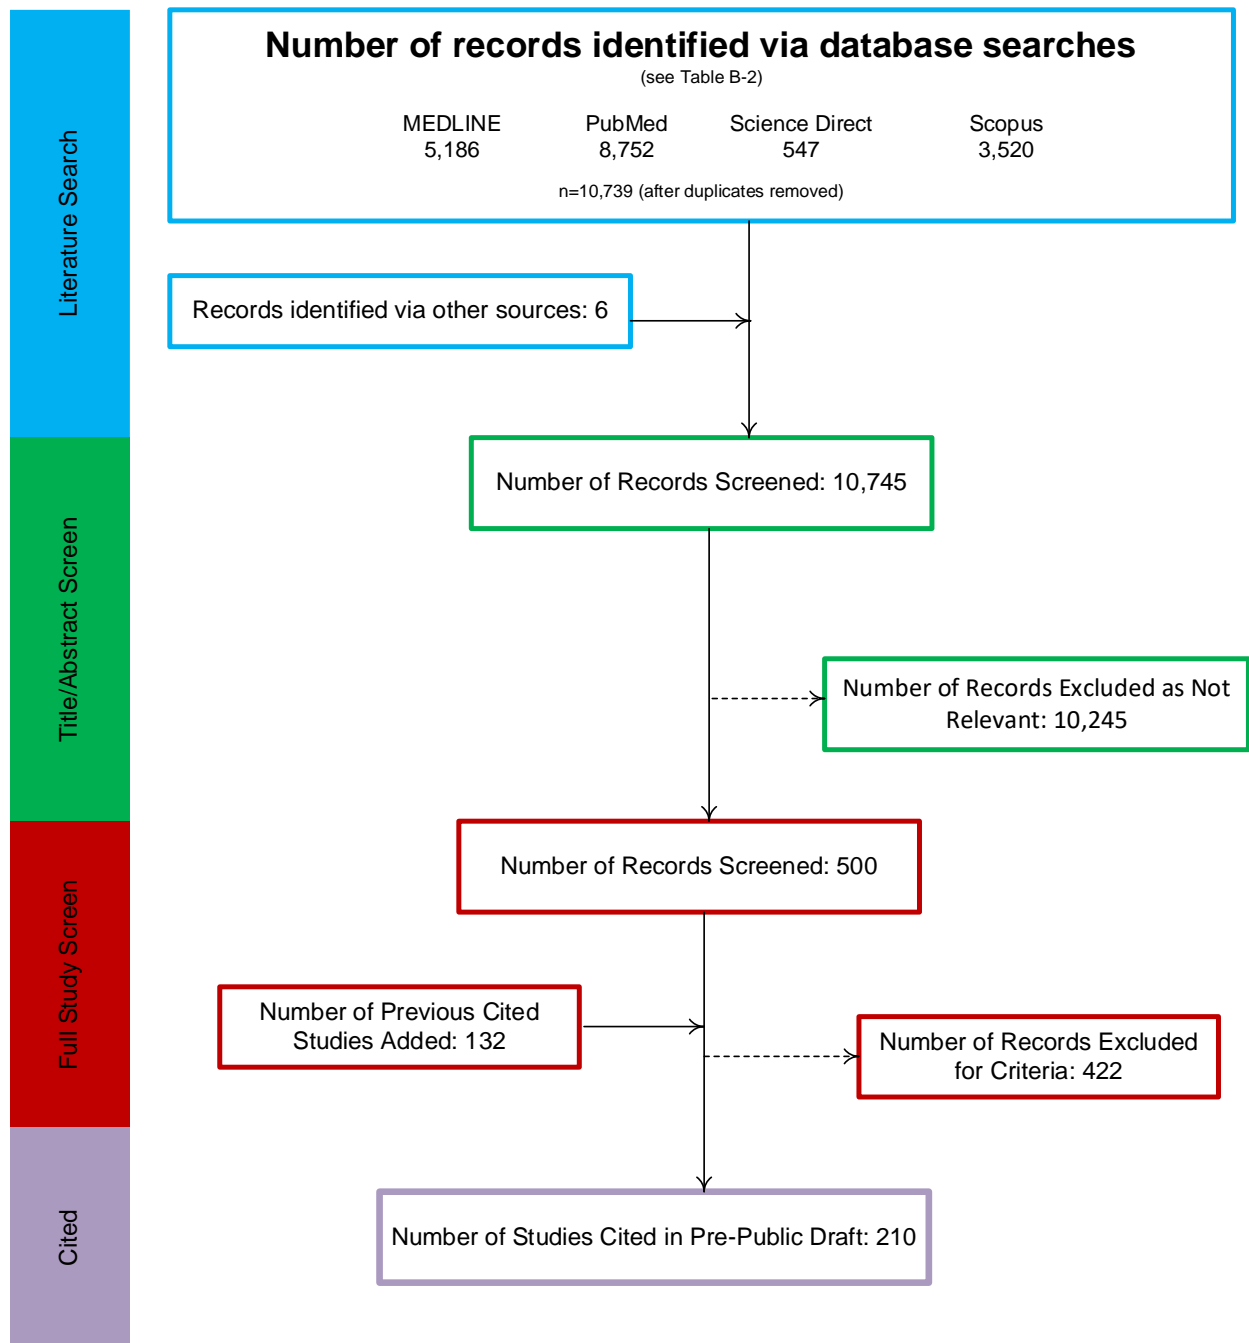 Literature Search
Number of records identified via database searches
(see Table B-2)
MEDLINE PubMed Science Direct Scopus
5,186 8,752 547 3,520
n=10,739 (after duplicates removed)
Records identified via other sources: 6
Title/Abstract Screen
Number of Records Screened: 10,745
Number of Records Excluded as Not
Relevant: 10,245
Full Study Screen
Number of Records Screened: 500
Number of Previous Cited
Studies Added: 132
Number of Records Excluded
for Criteria: 422
Cited
Number of Studies Cited in Pre-Public Draft: 210